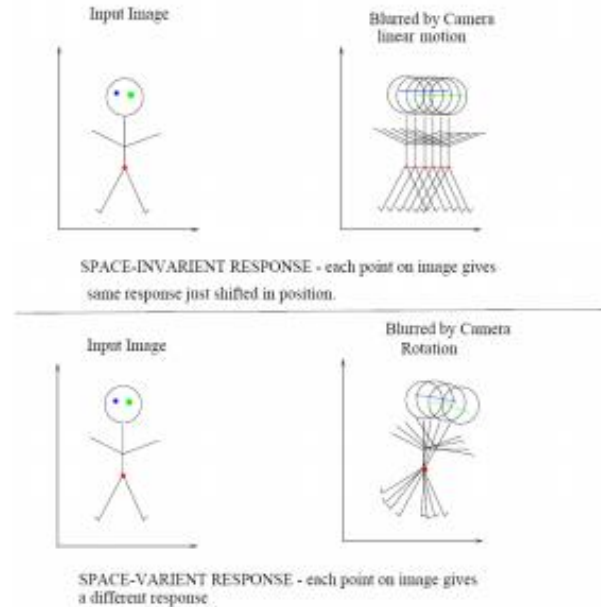 Input Image
Blurred by Camera
linear motion
SPACE-INVARIENT RESPONSE - each point on image gives
same response just shifted in position.
Input Image
Blurred by Camera
Rotation
SPACE-VARIENT RESPONSE - each point on image gives
a different response